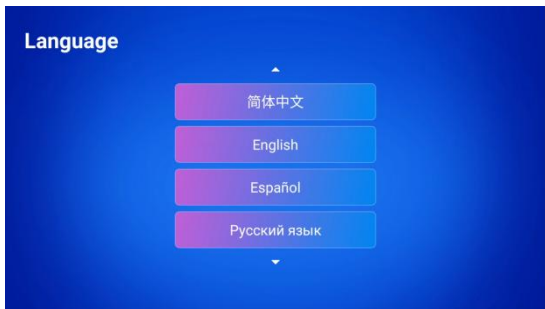 Language
简体中文
English
Español
Русский язык